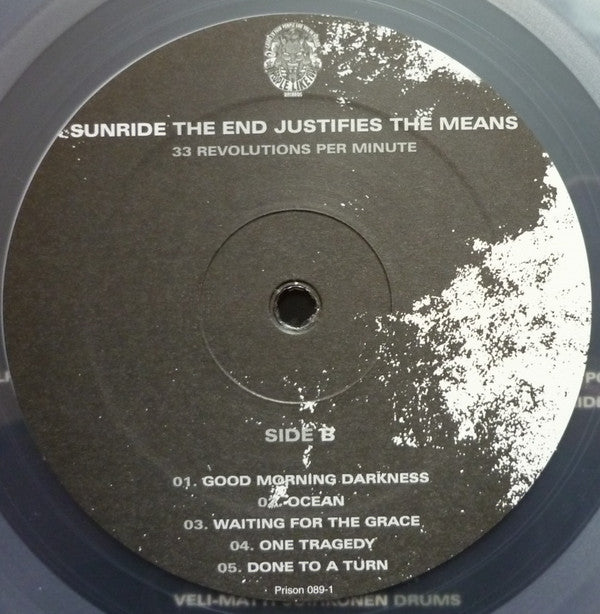 SUNRIDE THE END JUSTIFIES THE MEANS
33 REVOLUTIONS PER MINUTE
SIDE B
01. GOOD MORNING DARKNESS
02. OCEAN
03. WAITING FOR THE GRACE
04. ONE TRAGEDY
05. DONE TO A TURN
Prison 089-1
DRUMS